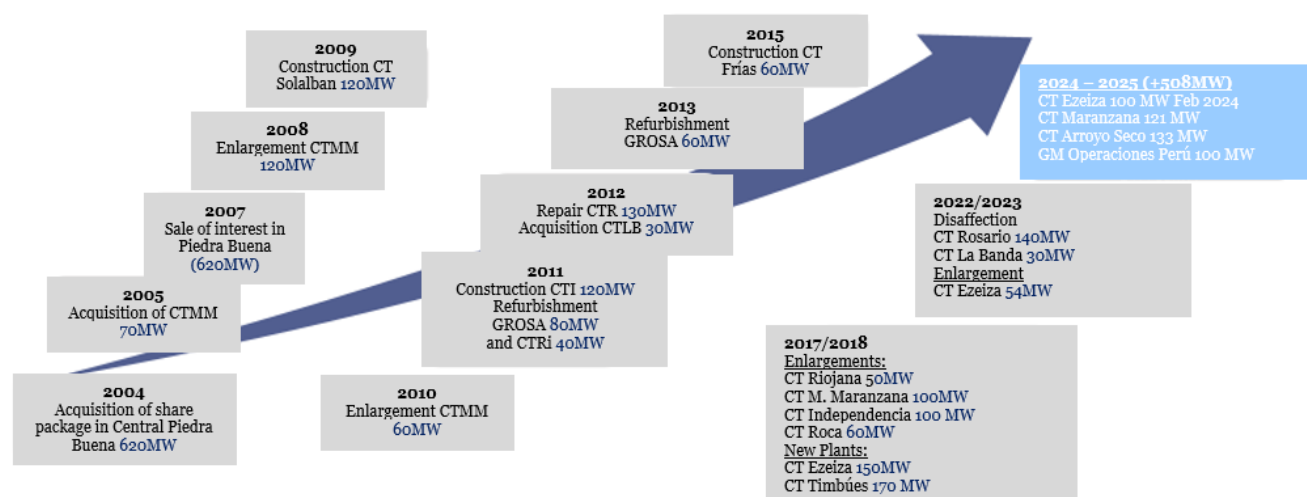 2004
Acquisition of share
package in Central Piedra
Buena 620MW
2005
Acquisition of CTMM
70MW
2007
Sale of interest in
Piedra Buena
(620MW)
2008
Enlargement CTMM
120MW
2009
Construction CT
Solalban 120MW
2010
Enlargement CTMM
60MW
2011
Construction CTI 120MW
Refurbishment
GROSA 80MW
and CTRi 40MW
2012
Repair CTR 130MW
Acquisition CTLB 30MW
2013
Refurbishment
GROSA 60MW
2015
Construction CT
Frías 60MW
2017/2018
Enlargements:
CT Riojana 50MW
CT M. Maranzana 100MW
CT Independencia 100 MW
CT Roca 60MW
New Plants:
CT Ezeiza 150MW
CT Timbúes 170 MW
2022/2023
Disaffection
CT Rosario 140MW
CT La Banda 30MW
Enlargement
CT Ezeiza 54MW
2024 – 2025 (+508MW)
CT Ezeiza 100 MW Feb 2024
CT Maranzana 121 MW
CT Arroyo Seco 133 MW
GM Operaciones Perú 100 MW